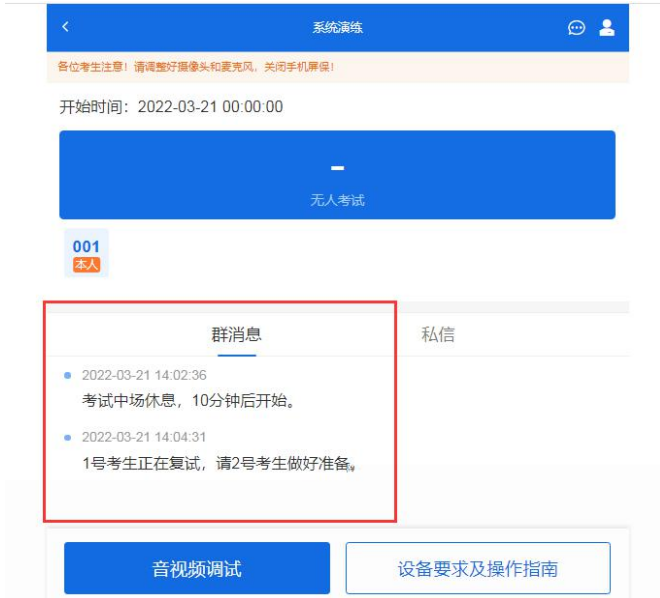 系统演练
各位考生注意！请调整好摄像头和麦克风，关闭手机屏保！
开始时间：2022-03-21 00:00:00
-
无人考试
001
本人
群消息 私信
2022-03-21 14:02:36
考试中场休息，10分钟后开始。
2022-03-21 14:04:31
1号考生正在复试，请2号考生做好准备。
音视频调试 设备要求及操作指南